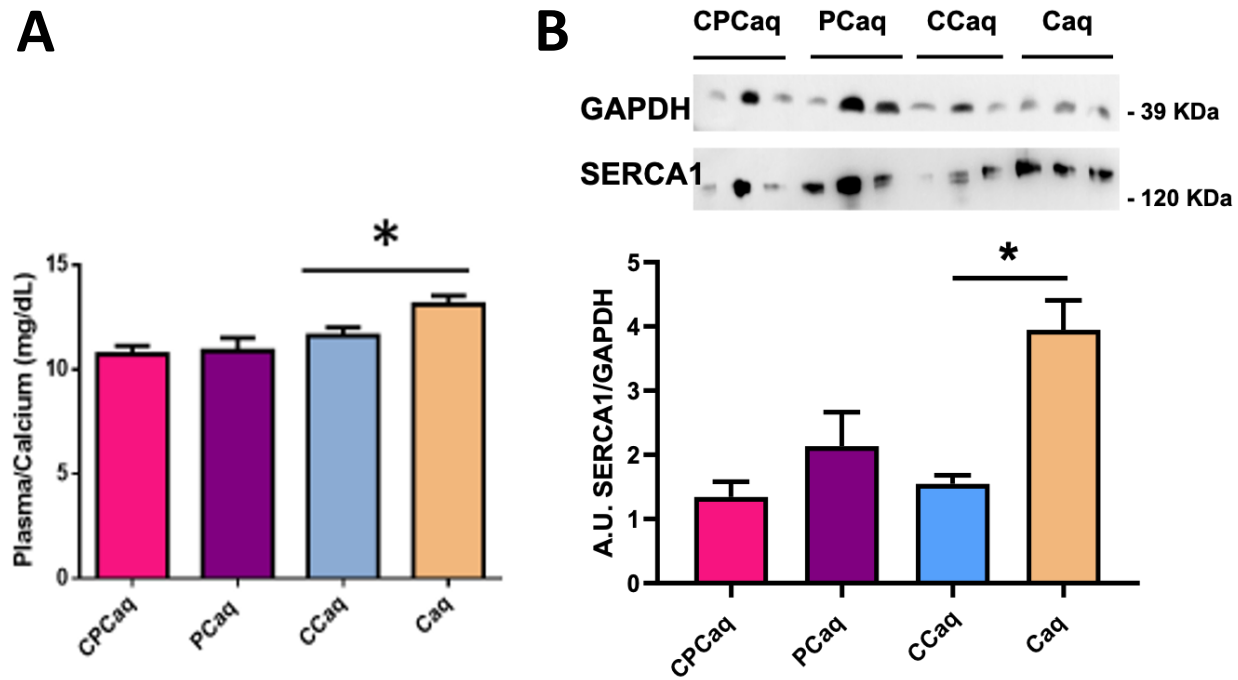 A
Plasma/Calcium (mg/dL)
15
10
5
0
*
CPCaq
PCaq
CCaq
Caq
B
CPCaq PCaq CCaq Caq
GAPDH - 39 KDa
SERCA1 - 120 KDa
A.U. SERCA1/GAPDH
5
4
3
2
1
0
*
CPCaq
PCaq
CCaq
Caq